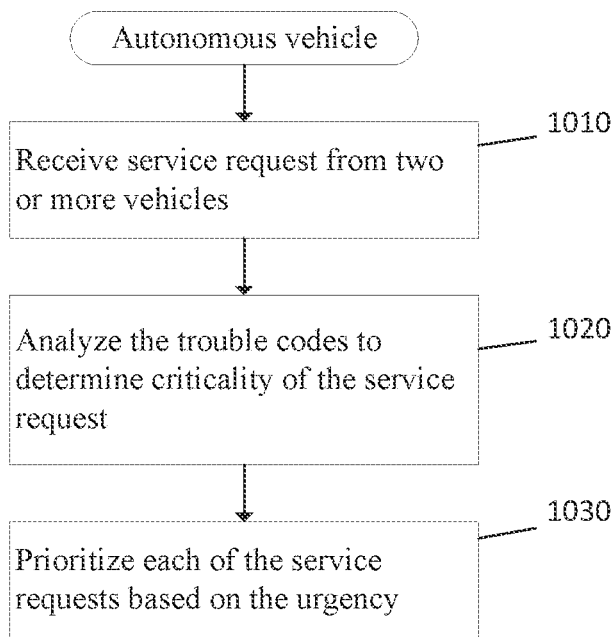 Autonomous vehicle
1010
Receive service request from two
or more vehicles
1020
Analyze the trouble codes to
determine criticality of the service
request
1030
Prioritize each of the service
requests based on the urgency